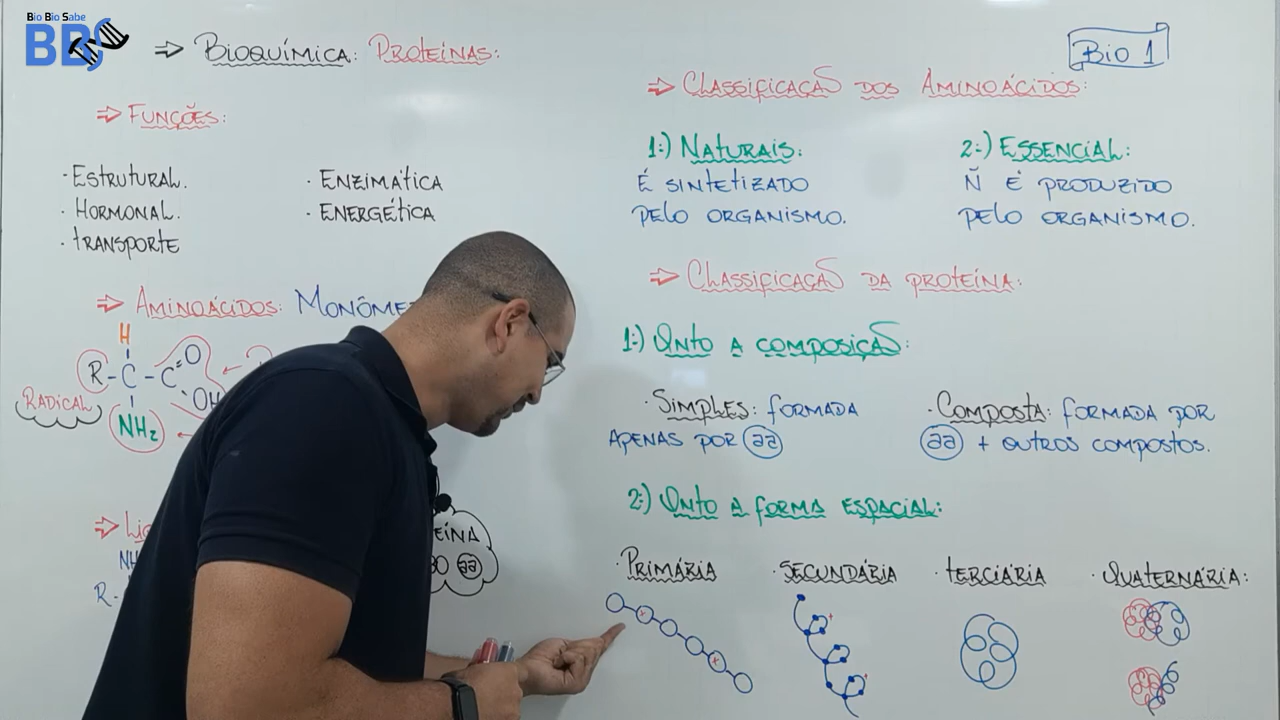 Bio Bio Sabe
BBS
⇒ BIOQUÍMICA: PROTEÍNAS:
⇒ FUNÇÕES:
· ESTRUTURAL.
· HORMONAL.
· TRANSPORTE
· ENZIMÁTICA
· ENERGÉTICA
⇒ AMINOÁCIDOS:
H
R - C - C = O
OH
NH₂
RADICAL
NH
R -
EÍNA
aa
Bio 1
⇒ CLASSIFICAÇÃO DOS AMINOÁCIDOS:
1:) NATURAIS:
É SINTETIZADO
PELO ORGANISMO.
2:) ESSENCIAL:
Ñ É PRODUZIDO
PELO ORGANISMO.
⇒ CLASSIFICAÇÃO DA PROTEÍNA:
1:) QNTO A COMPOSIÇÃO:
· SIMPLES: FORMADA
APENAS POR aa
· COMPOSTA: FORMADA POR
aa + OUTROS COMPOSTOS.
2:) QNTO A FORMA ESPACIAL:
· PRIMÁRIA
· SECUNDÁRIA
· TERCIÁRIA
· QUATERNÁRIA: